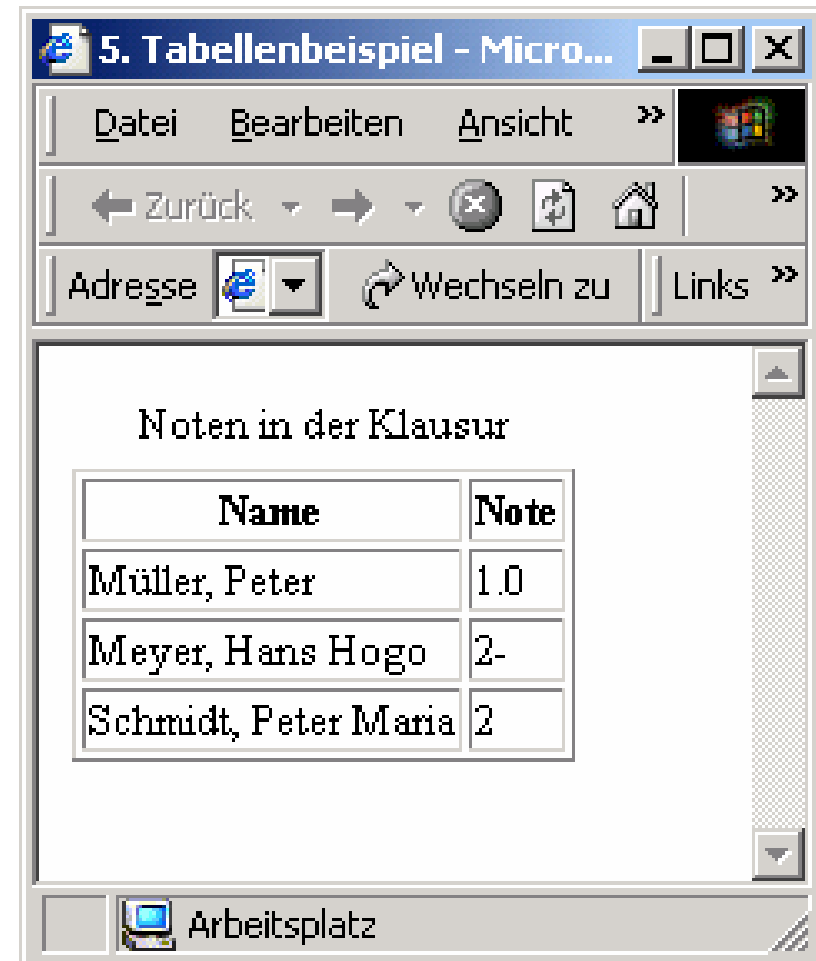 5. Tabellenbeispiel - Micro...
Datei Bearbeiten Ansicht »
Zurück »
Adresse Wechseln zu Links »
Noten in der Klausur
Name Note
Müller, Peter 1.0
Meyer, Hans Hogo 2-
Schmidt, Peter Maria 2
Arbeitsplatz